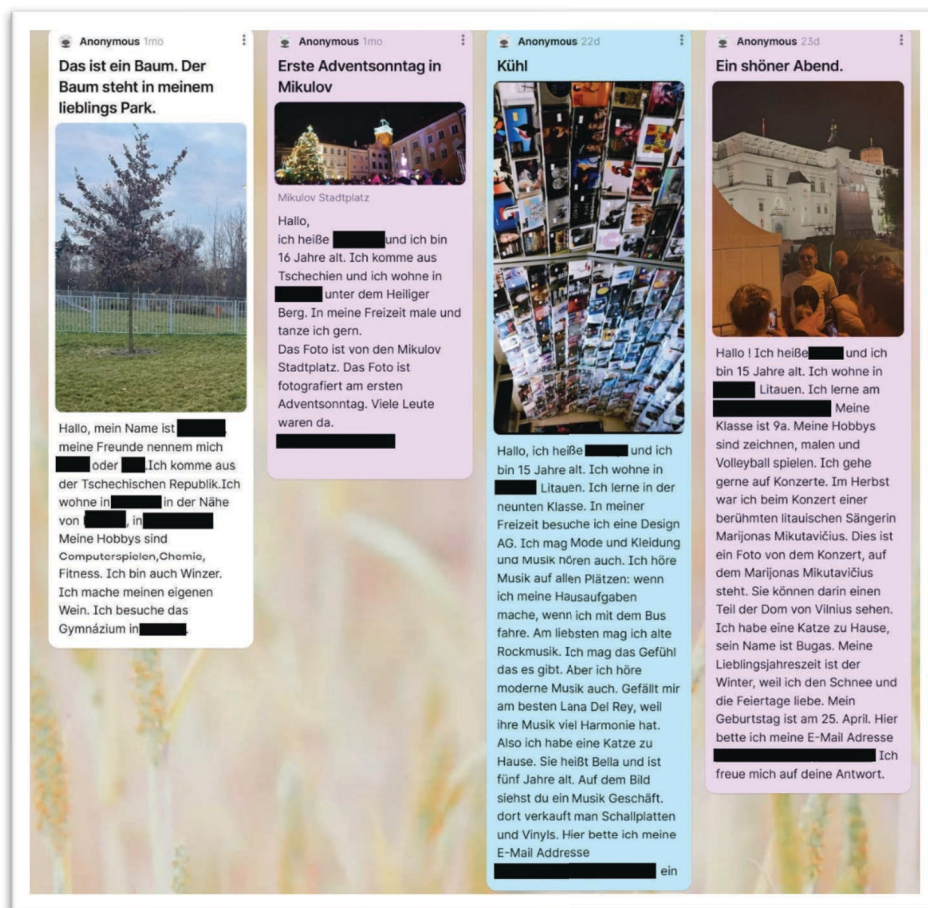 Anonymous 1mo
Das ist ein Baum. Der
Baum steht in meinem
lieblings Park.
Hallo, mein Name ist
meine Freunde nennem mich
oder .Ich komme aus
der Tschechischen Republik.Ich
wohne in in der Nähe
von , in
Meine Hobbys sind
Computerspielen,Chemie,
Fitness. Ich bin auch Winzer.
Ich mache meinen eigenen
Wein. Ich besuche das
Gymnázium in .
Anonymous 1mo
Erste Adventsonntag in
Mikulov
Mikulov Stadtplatz
Hallo,
ich heiße und ich bin
16 Jahre alt. Ich komme aus
Tschechien und ich wohne in
unter dem Heiliger
Berg. In meine Freizeit male und
tanze ich gern.
Das Foto ist von den Mikulov
Stadtplatz. Das Foto ist
fotografiert am ersten
Adventsonntag. Viele Leute
waren da.
Anonymous 22d
Kühl
Hallo, ich heiße und ich
bin 15 Jahre alt. Ich wohne in
Litauen. Ich lerne in der
neunten Klasse. In meiner
Freizeit besuche ich eine Design
AG. Ich mag Mode und Kleidung
und Musik hören auch. Ich höre
Musik auf allen Plätzen: wenn
ich meine Hausaufgaben
mache, wenn ich mit dem Bus
fahre. Am liebsten mag ich alte
Rockmusik. Ich mag das Gefühl
das es gibt. Aber ich höre
moderne Musik auch. Gefällt mir
am besten Lana Del Rey, weil
ihre Musik viel Harmonie hat.
Also ich habe eine Katze zu
Hause. Sie heißt Bella und ist
fünf Jahre alt. Auf dem Bild
siehst du ein Musik Geschäft.
dort verkauft man Schallplatten
und Vinyls. Hier bette ich meine
E-Mail Addresse
ein
Anonymous 23d
Ein shöner Abend.
Hallo ! Ich heiße und ich
bin 15 Jahre alt. Ich wohne in
Litauen. Ich lerne am
Meine
Klasse ist 9a. Meine Hobbys
sind zeichnen, malen und
Volleyball spielen. Ich gehe
gerne auf Konzerte. Im Herbst
war ich beim Konzert einer
berühmten litauischen Sängerin
Marijonas Mikutavičius. Dies ist
ein Foto von dem Konzert, auf
dem Marijonas Mikutavičius
steht. Sie können darin einen
Teil der Dom von Vilnius sehen.
Ich habe eine Katze zu Hause,
sein Name ist Bugas. Meine
Lieblingsjahreszeit ist der
Winter, weil ich den Schnee und
die Feiertage liebe. Mein
Geburtstag ist am 25. April. Hier
bette ich meine E-Mail Adresse
Ich
freue mich auf deine Antwort.